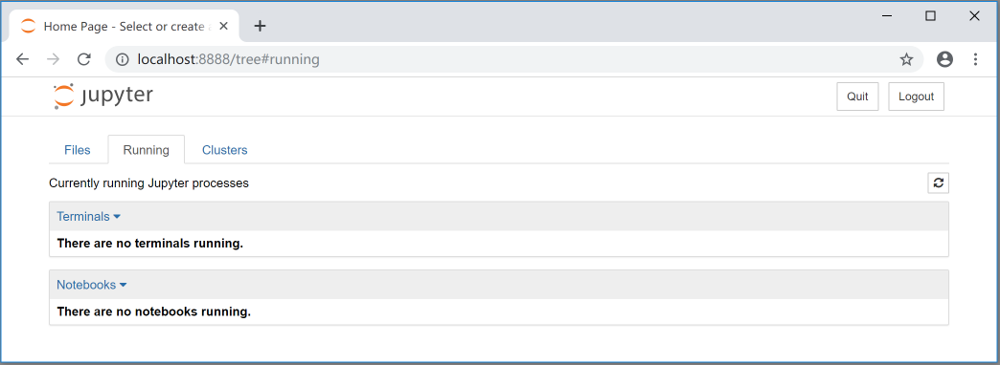 Home Page - Select or create
localhost:8888/tree#running
jupyter
Quit
Logout
Files
Running
Clusters
Currently running Jupyter processes
Terminals
There are no terminals running.
Notebooks
There are no notebooks running.